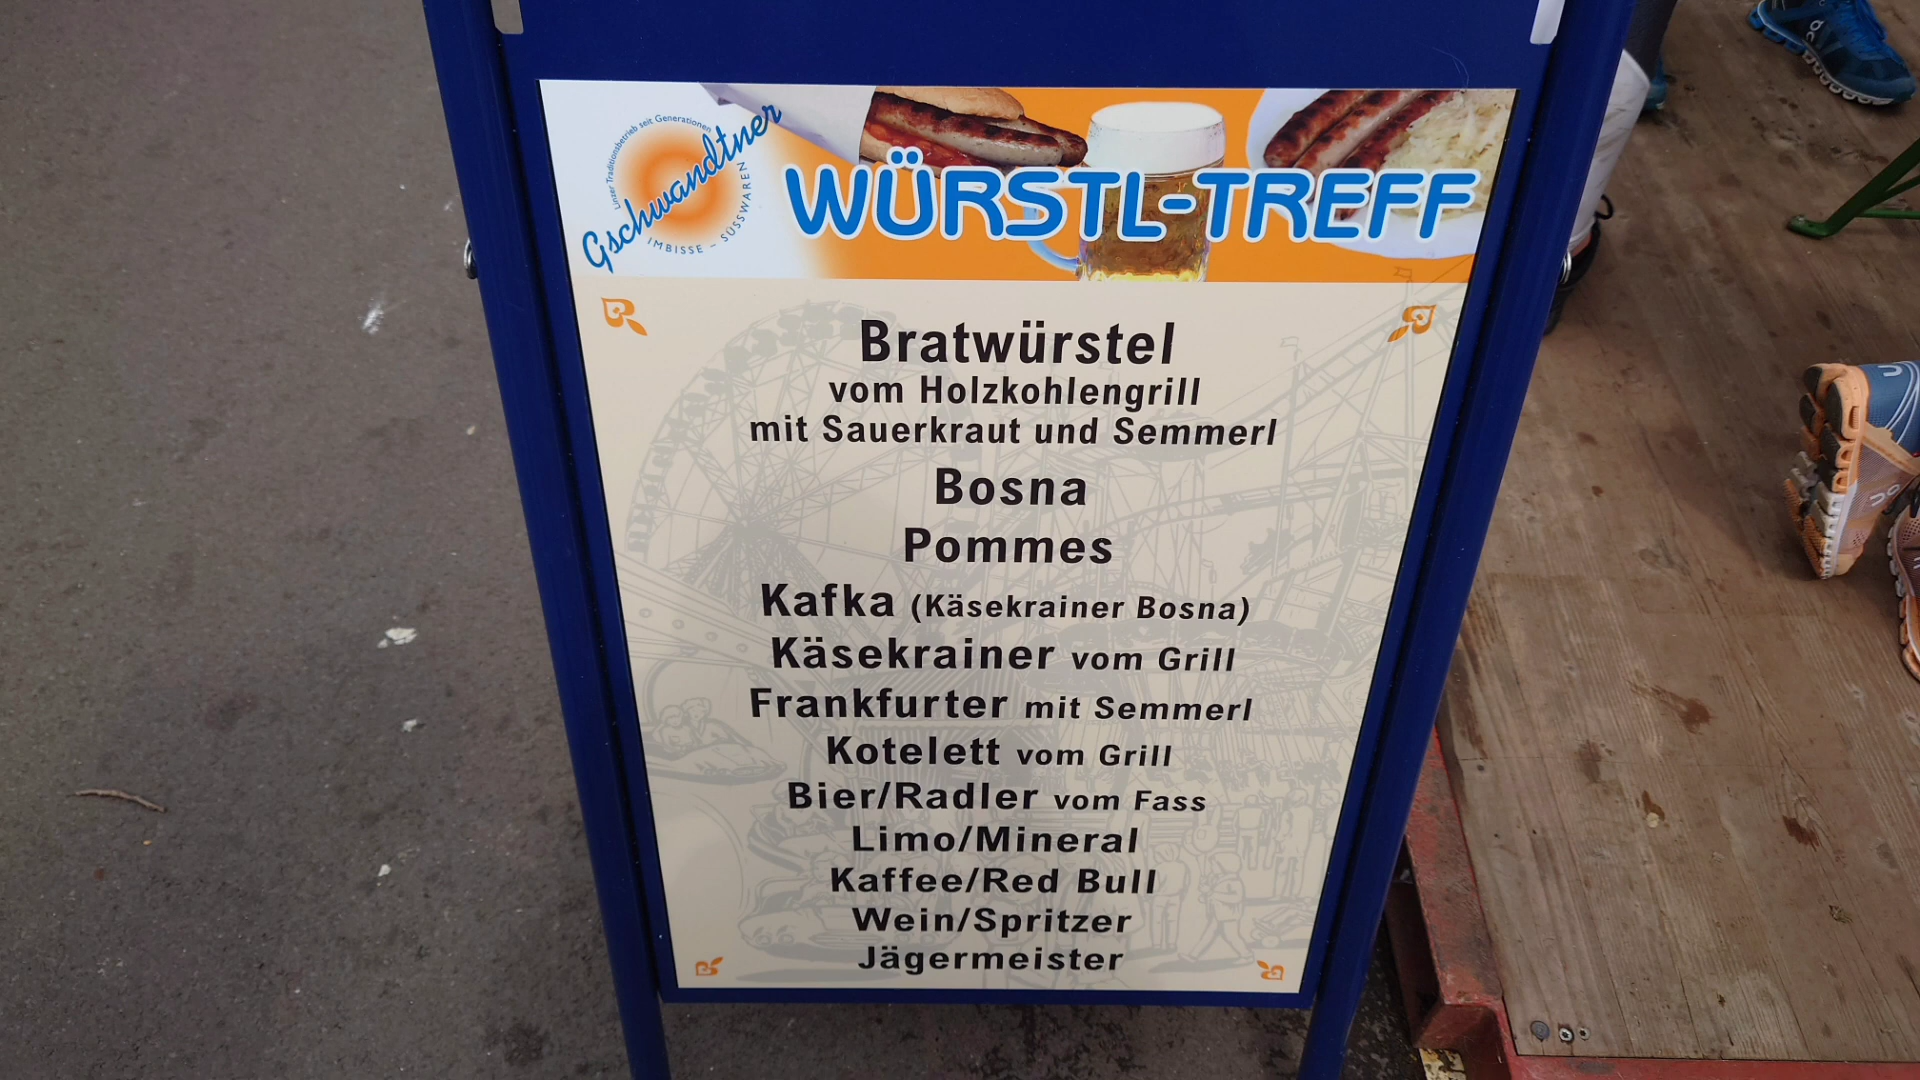 Linzer Traditionsbetrieb seit Generationen
Gschwandtner
IMBISSE – SÜSSWAREN
WÜRSTL-TREFF
Bratwürstel
vom Holzkohlengrill
mit Sauerkraut und Semmerl
Bosna
Pommes
Kafka (Käsekrainer Bosna)
Käsekrainer vom Grill
Frankfurter mit Semmerl
Kotelett vom Grill
Bier/Radler vom Fass
Limo/Mineral
Kaffee/Red Bull
Wein/Spritzer
Jägermeister